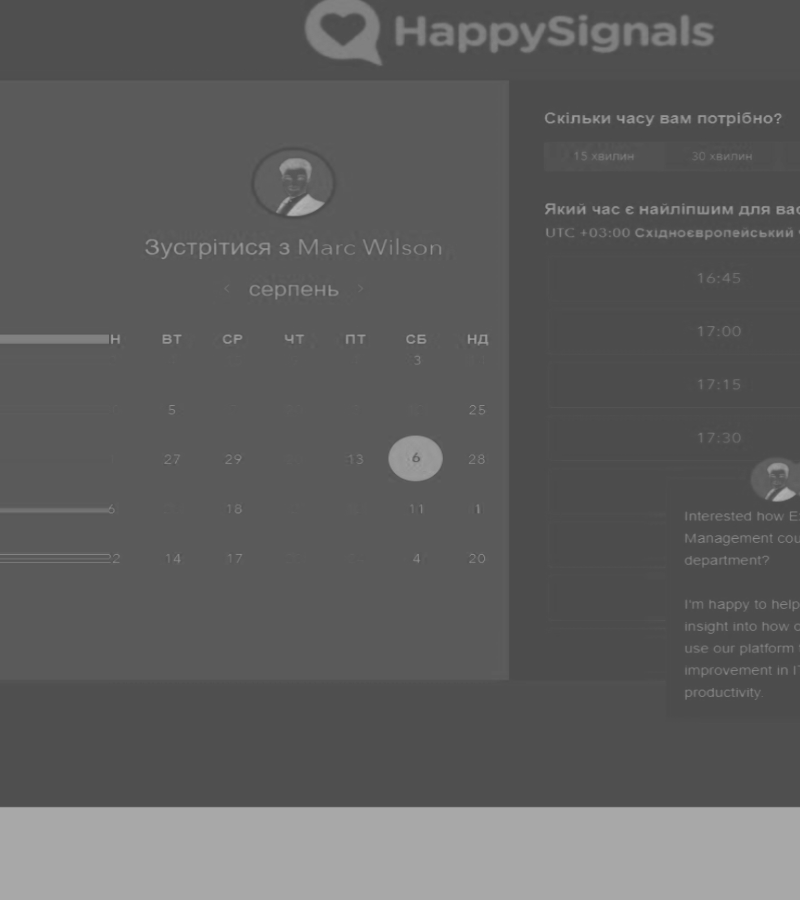 HappySignals
Зустрітися з Marc Wilson
серпень
Н ВТ СР ЧТ ПТ СБ НД
3
5 25
27 29 13 6 28
6 18 11 1
22 14 17 4 20
Скільки часу вам потрібно?
15 хвилин 30 хвилин
Який час є найліпшим для вас
UTC +03:00 Східноєвропейський
16:45
17:00
17:15
17:30
Interested how
Management
department?
I'm happy to help
insight into how
use our platform
improvement in
productivity.